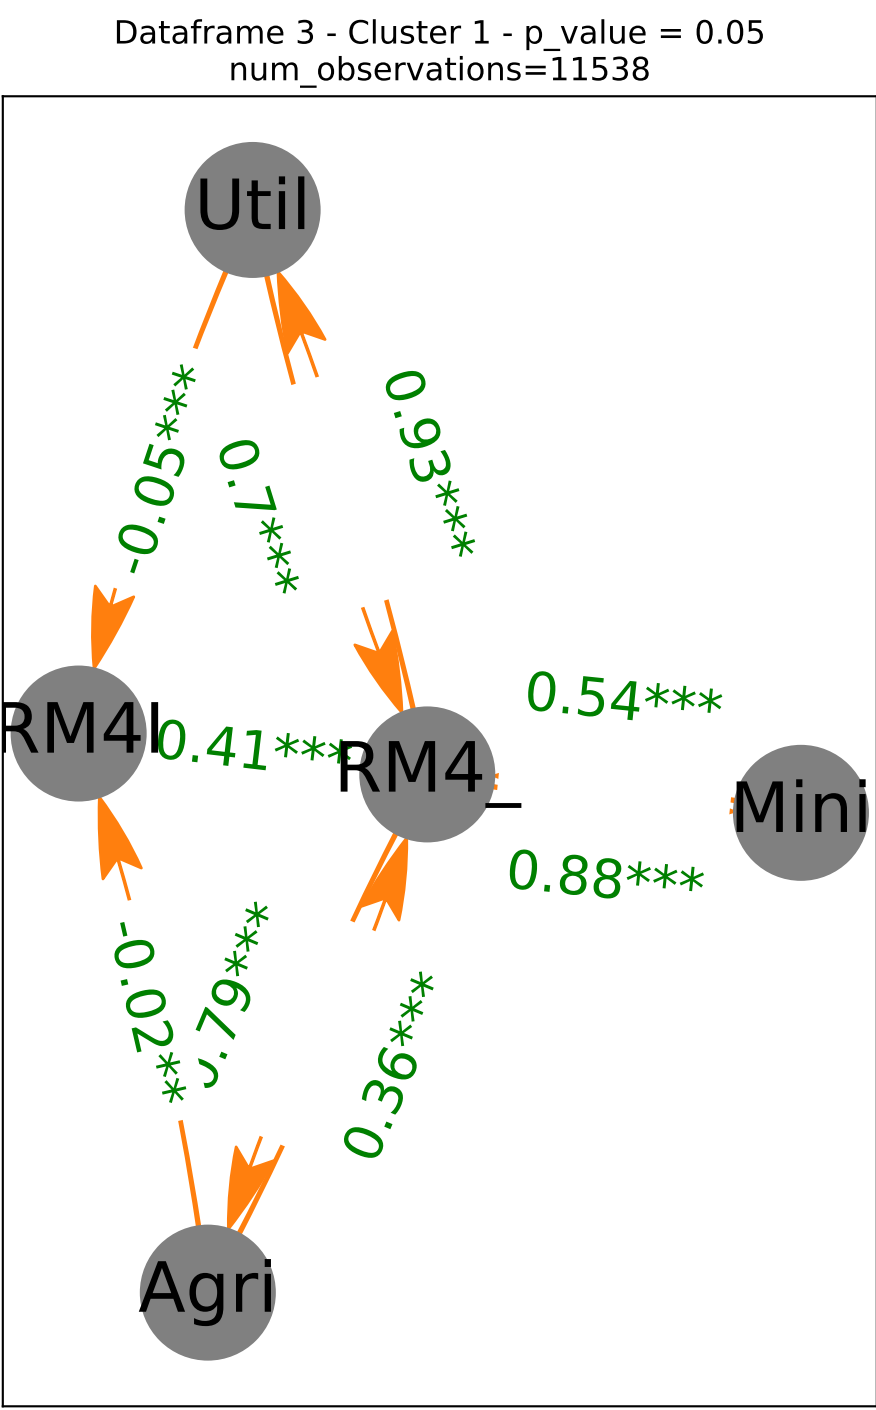 Dataframe 3 - Cluster 1 - p_value = 0.05
num_observations=11538
Util
-0.05***
0.7***
0.93***
RM4I
0.41***
RM4_
0.54***
Mini
0.88***
-0.02**
0.36***
Agri